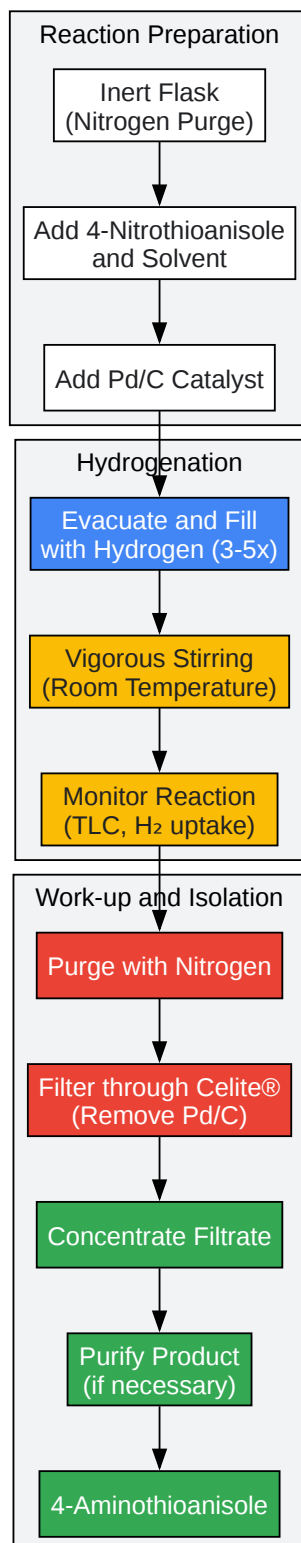 Reaction Preparation
Inert Flask
(Nitrogen Purge)
Add 4-Nitrothioanisole
and Solvent
Add Pd/C Catalyst
Hydrogenation
Evacuate and Fill
with Hydrogen (3-5x)
Vigorous Stirring
(Room Temperature)
Monitor Reaction
(TLC, H₂ uptake)
Work-up and Isolation
Purge with Nitrogen
Filter through Celite®
(Remove Pd/C)
Concentrate Filtrate
Purify Product
(if necessary)
4-Aminothioanisole